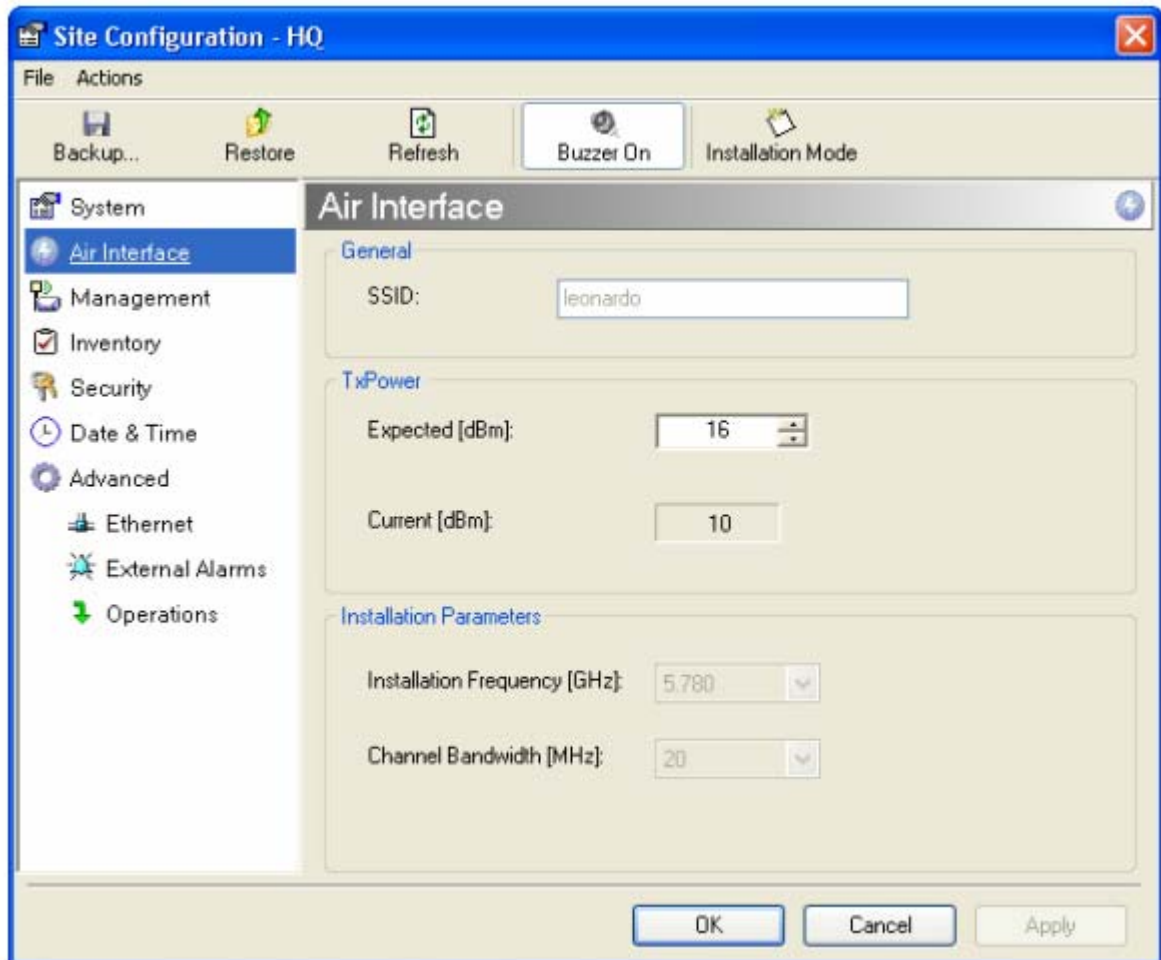 Site Configuration - HQ
File Actions
Backup... Restore Refresh Buzzer On Installation Mode
System
Air Interface
Management
Inventory
Security
Date & Time
Advanced
Ethernet
External Alarms
Operations
Air Interface
General
SSID: leonardo
TxPower
Expected [dBm]: 16
Current [dBm]: 10
Installation Parameters
Installation Frequency [GHz]: 5.780
Channel Bandwidth [MHz]: 20
OK Cancel Apply